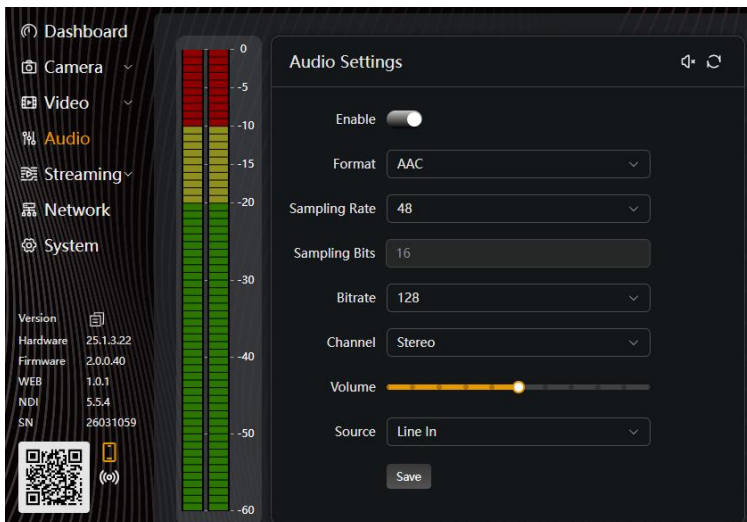 Dashboard
Camera
Video
Audio
Streaming
Network
System
Version
Hardware 25.1.3.22
Firmware 2.0.0.40
WEB 1.0.1
NDI 5.5.4
SN 26031059
0
-5
-10
-15
-20
-30
-40
-50
-60
Audio Settings
Enable
Format AAC
Sampling Rate 48
Sampling Bits 16
Bitrate 128
Channel Stereo
Volume
Source Line In
Save